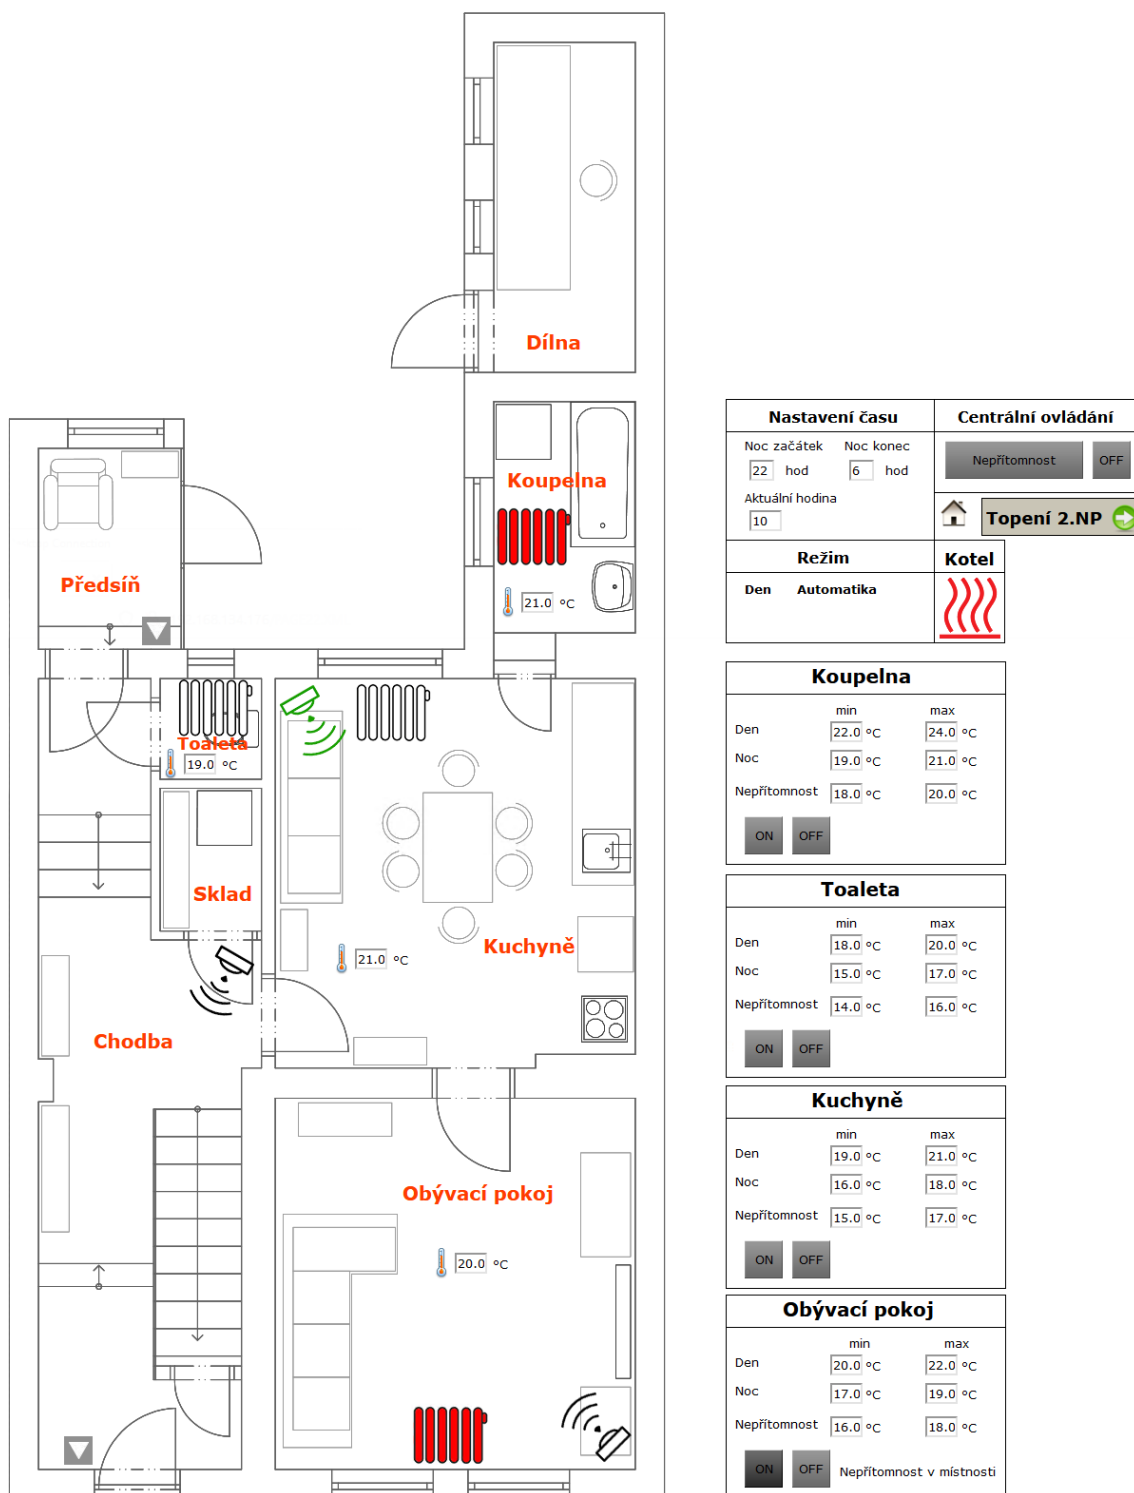 Dílna
Koupelna
21.0 °C
Předsíň
Toaleta
19.0 °C
Sklad
Kuchyně
21.0 °C
Chodba
Obývací pokoj
20.0 °C
Nastavení času
Centrální ovládání
Noc začátek Noc konec
22 hod 6 hod
Aktuální hodina
10
Nepřítomnost OFF
Topení 2.NP
Režim
Kotel
Den Automatika
Koupelna
min max
Den 22.0 °C 24.0 °C
Noc 19.0 °C 21.0 °C
Nepřítomnost 18.0 °C 20.0 °C
ON OFF
Toaleta
min max
Den 18.0 °C 20.0 °C
Noc 15.0 °C 17.0 °C
Nepřítomnost 14.0 °C 16.0 °C
ON OFF
Kuchyně
min max
Den 19.0 °C 21.0 °C
Noc 16.0 °C 18.0 °C
Nepřítomnost 15.0 °C 17.0 °C
ON OFF
Obývací pokoj
min max
Den 20.0 °C 22.0 °C
Noc 17.0 °C 19.0 °C
Nepřítomnost 16.0 °C 18.0 °C
ON OFF Nepřítomnost v místnosti